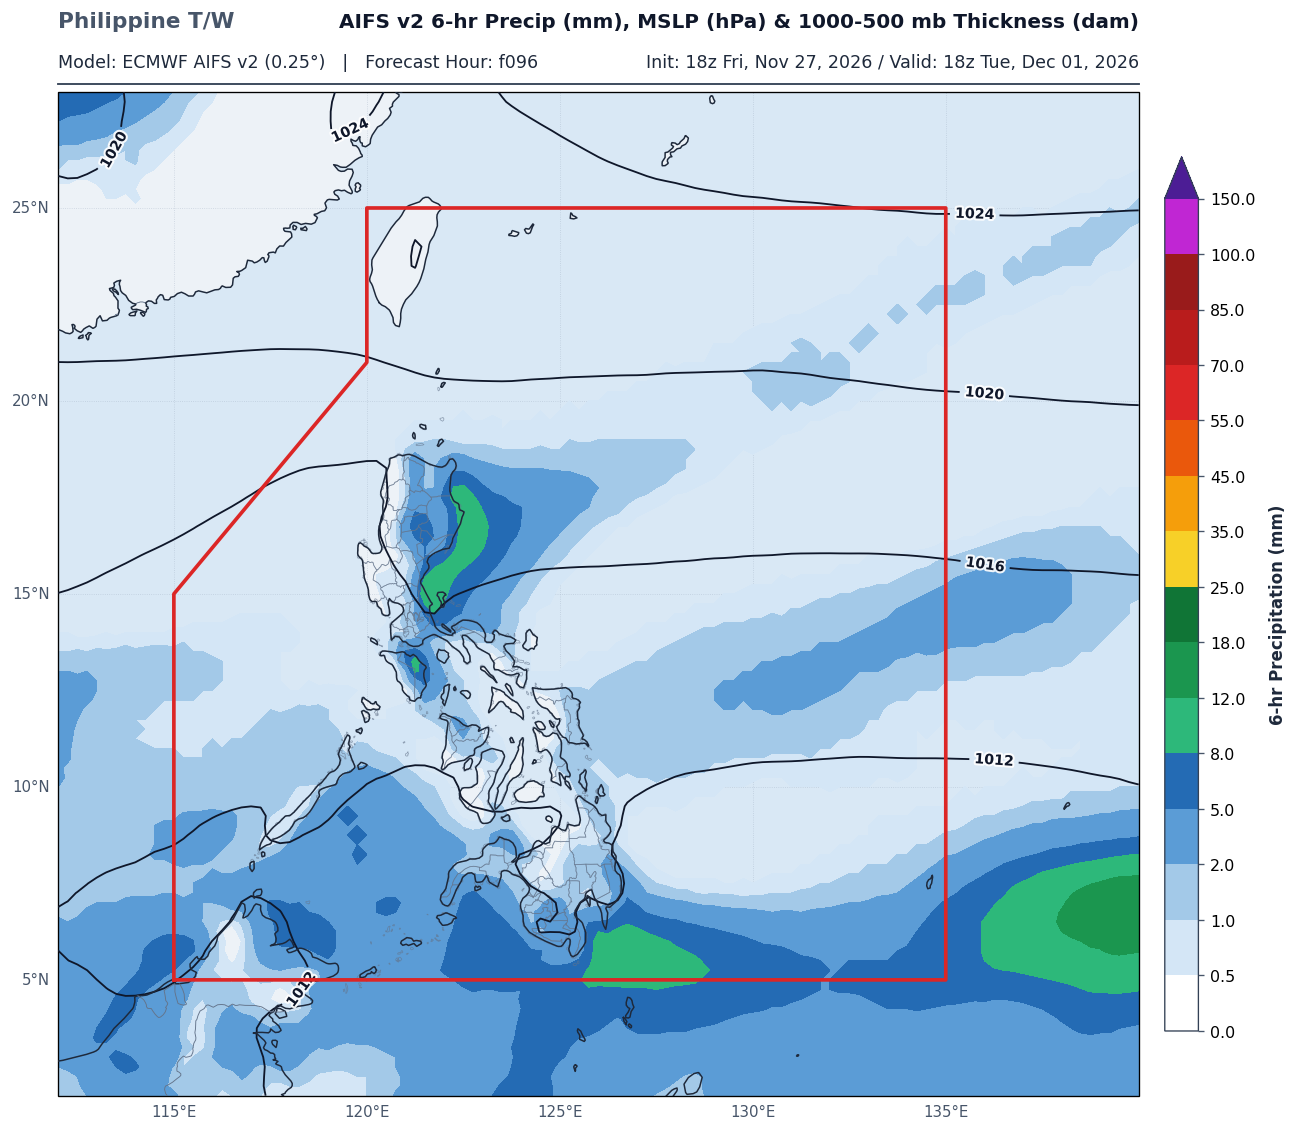 Philippine T/W
AIFS v2 6-hr Precip (mm), MSLP (hPa) & 1000-500 mb Thickness (dam)
Model: ECMWF AIFS v2 (0.25°)   |   Forecast Hour: f096
Init: 18z Fri, Nov 27, 2026 / Valid: 18z Tue, Dec 01, 2026
1020
1024
1024
1020
1016
1012
1012
25°N
20°N
15°N
10°N
5°N
115°E
120°E
125°E
130°E
135°E
150.0
100.0
85.0
70.0
55.0
45.0
35.0
25.0
18.0
12.0
8.0
5.0
2.0
1.0
0.5
0.0
6-hr Precipitation (mm)